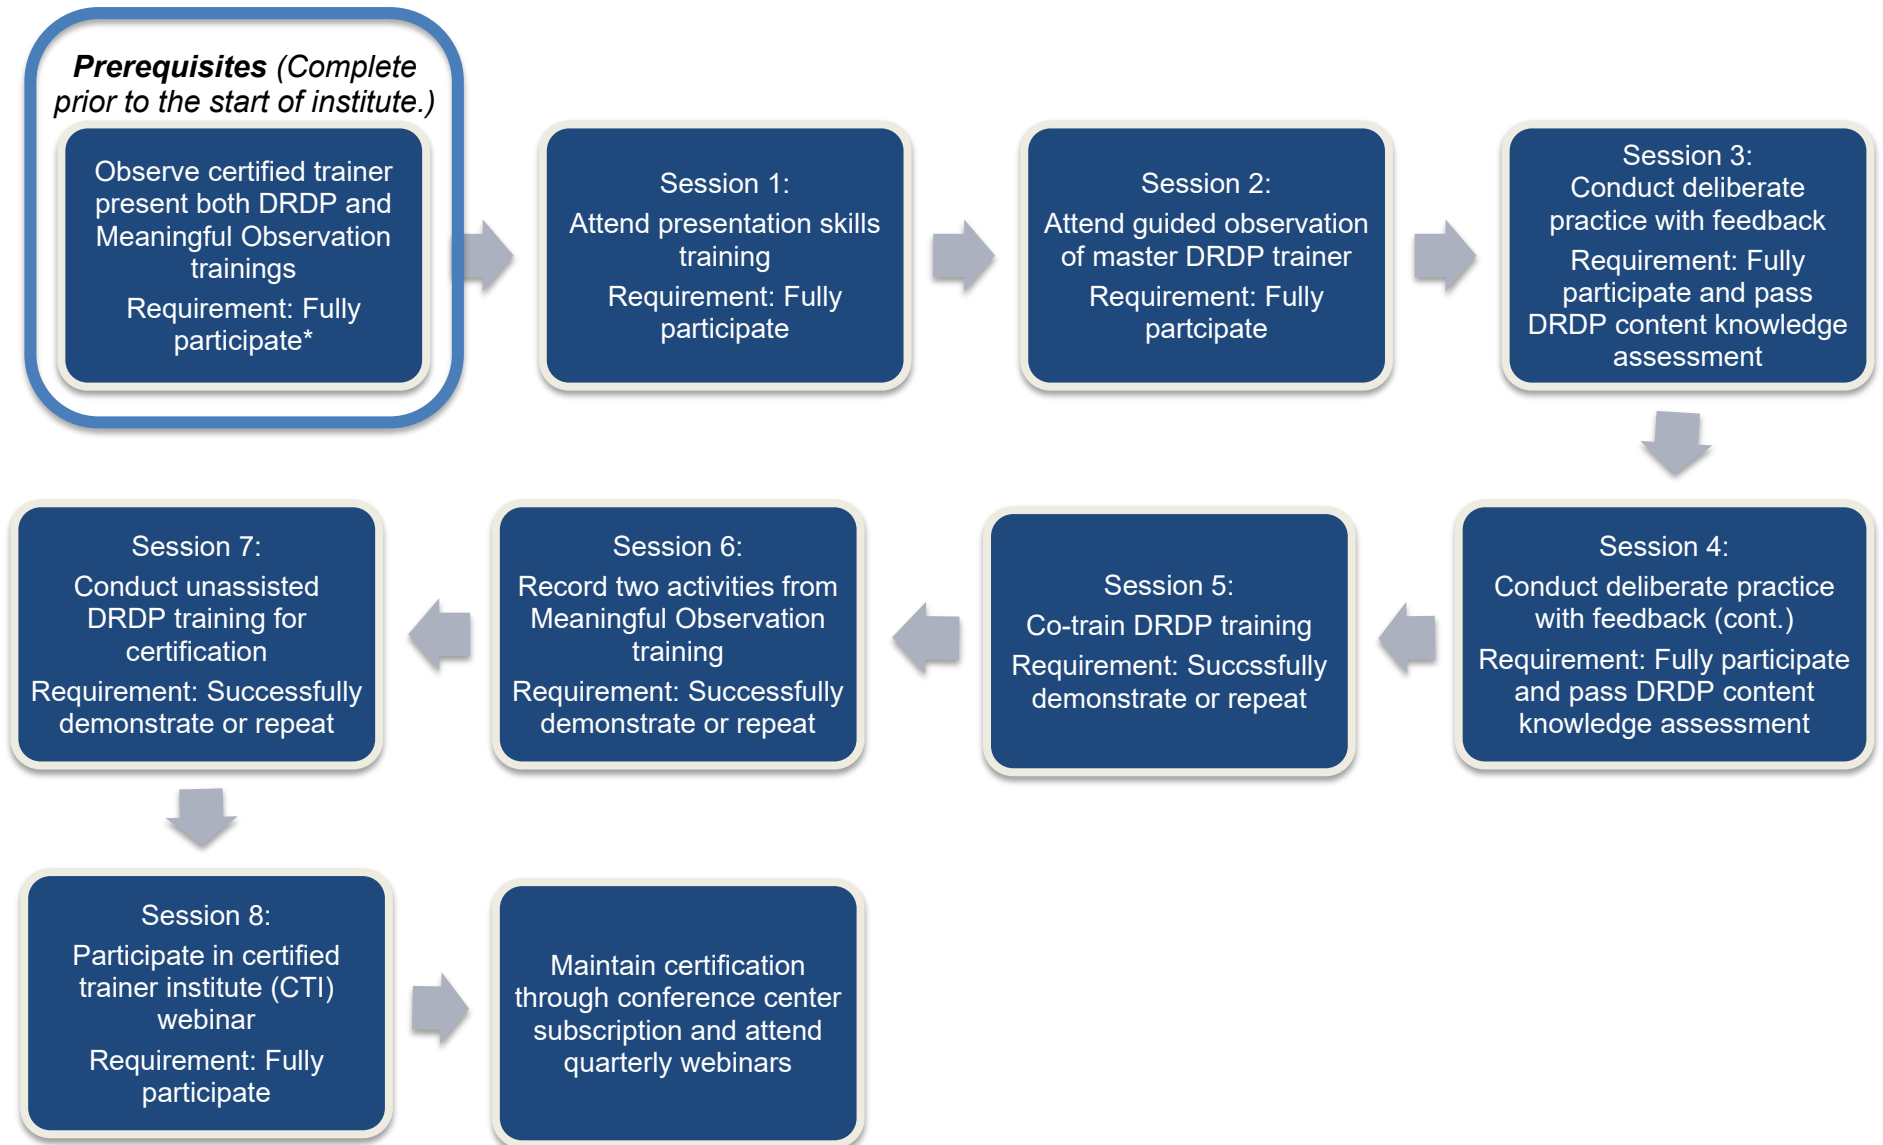 Prerequisites (Complete
prior to the start of institute.)
Observe certified trainer
present both DRDP and
Meaningful Observation
trainings
Requirement: Fully
participate*
Session 1:
Attend presentation skills
training
Requirement: Fully
participate
Session 2:
Attend guided observation
of master DRDP trainer
Requirement: Fully
partcipate
Session 3:
Conduct deliberate
practice with feedback
Requirement: Fully
participate and pass
DRDP content knowledge
assessment
Session 4:
Conduct deliberate practice
with feedback (cont.)
Requirement: Fully participate
and pass DRDP content
knowledge assessment
Session 5:
Co-train DRDP training
Requirement: Succssfully
demonstrate or repeat
Session 6:
Record two activities from
Meaningful Observation
training
Requirement: Successfully
demonstrate or repeat
Session 7:
Conduct unassisted
DRDP training for
certification
Requirement: Successfully
demonstrate or repeat
Session 8:
Participate in certified
trainer institute (CTI)
webinar
Requirement: Fully
participate
Maintain certification
through conference center
subscription and attend
quarterly webinars